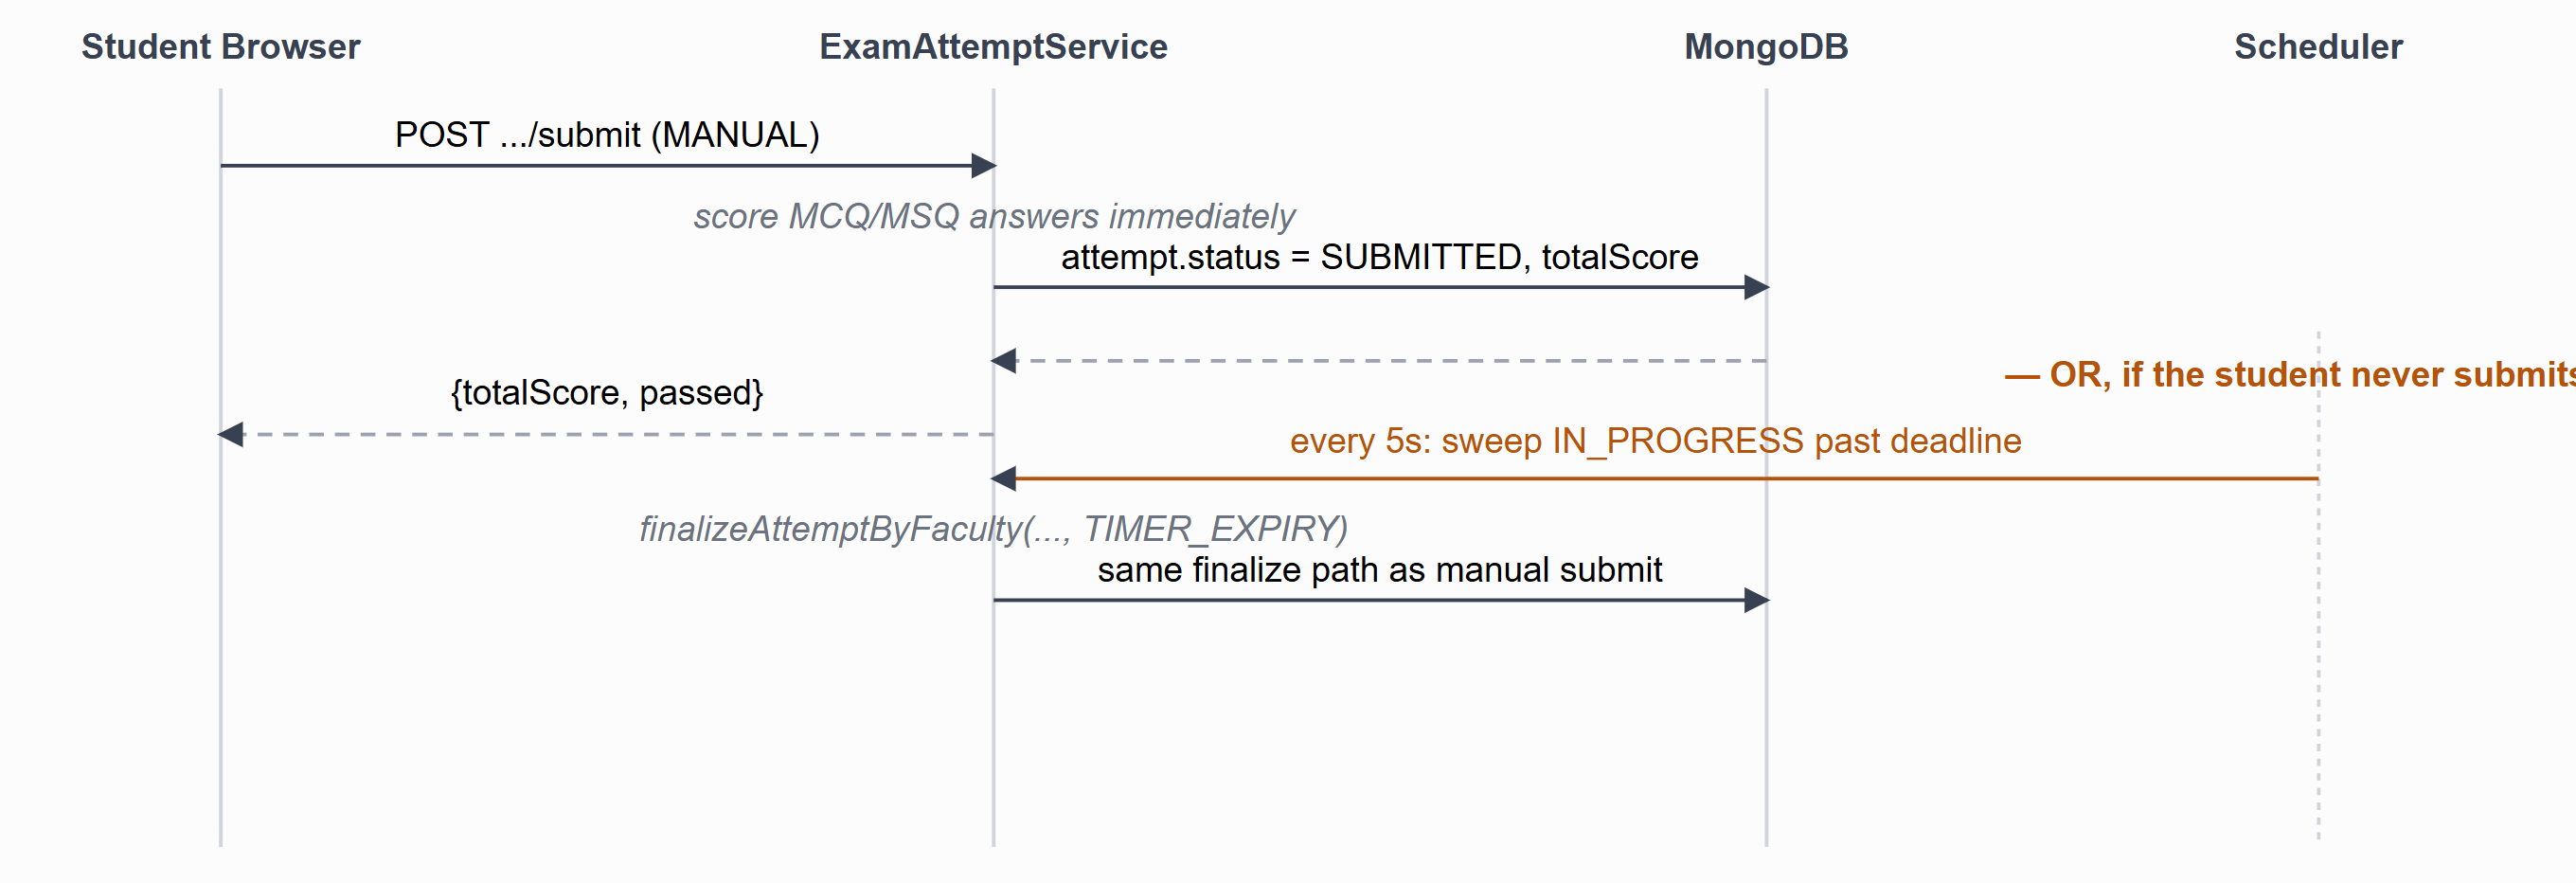 Student Browser
ExamAttemptService
MongoDB
Scheduler
POST .../submit (MANUAL)
score MCQ/MSQ answers immediately
attempt.status = SUBMITTED, totalScore
— OR, if the student never submits
{totalScore, passed}
every 5s: sweep IN_PROGRESS past deadline
finalizeAttemptByFaculty(..., TIMER_EXPIRY)
same finalize path as manual submit